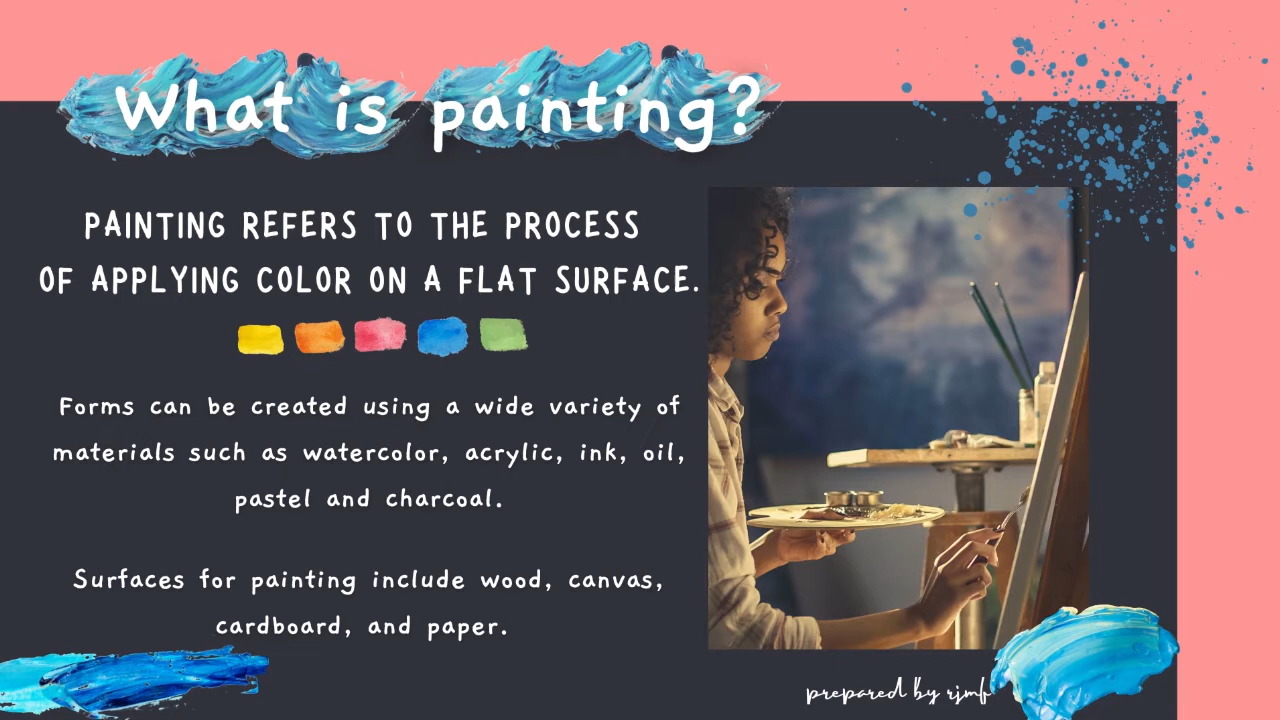 What is painting?
PAINTING REFERS TO THE PROCESS
OF APPLYING COLOR ON A FLAT SURFACE.
Forms can be created using a wide variety of
materials such as watercolor, acrylic, ink, oil,
pastel and charcoal.
Surfaces for painting include wood, canvas,
cardboard, and paper.
prepared by rjmf